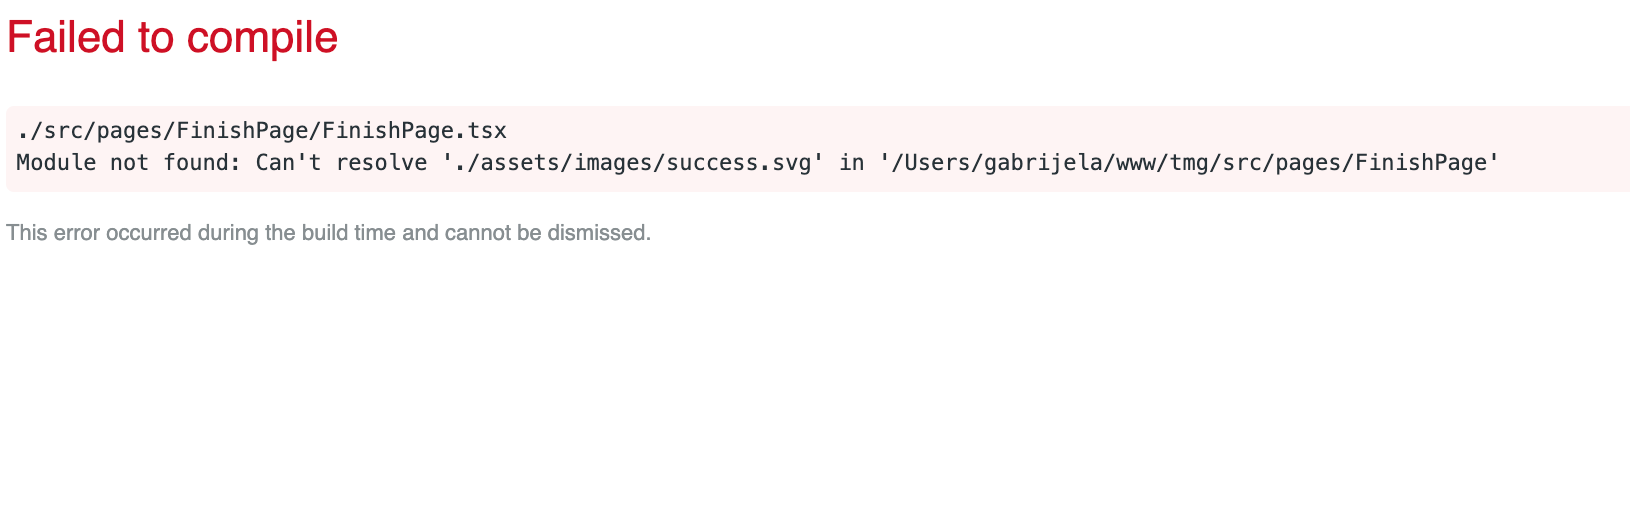 Failed to compile
./src/pages/FinishPage/FinishPage.tsx
Module not found: Can't resolve './assets/images/success.svg' in '/Users/gabrijela/www/tmg/src/pages/FinishPage'
This error occurred during the build time and cannot be dismissed.